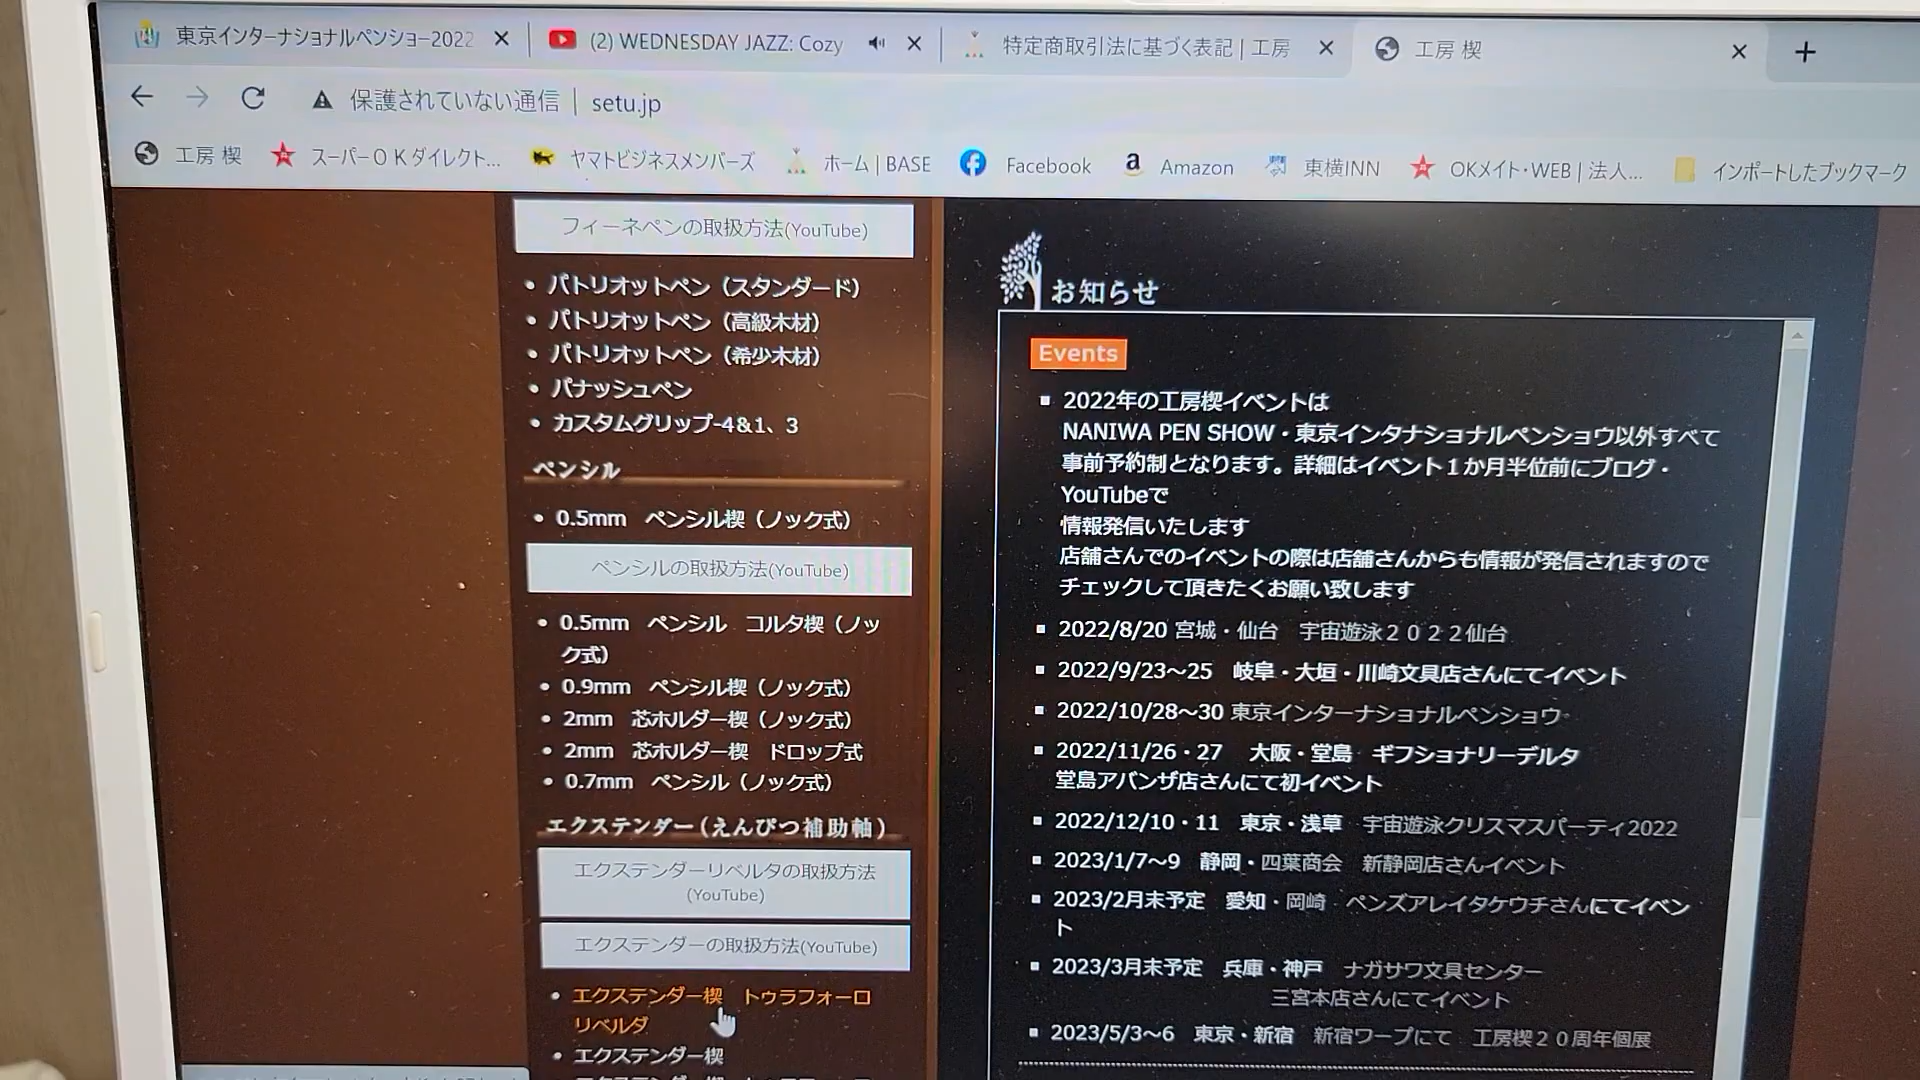 東京インターナショナルペンショー2022
(2) WEDNESDAY JAZZ: Cozy
特定商取引法に基づく表記 | 工房
工房 楔
保護されていない通信 | setu.jp
工房 楔
スーパーＯＫダイレクト...
ヤマトビジネスメンバーズ
ホーム | BASE
Facebook
Amazon
東横INN
OKメイト・WEB | 法人...
インポートしたブックマーク
フィーネペンの取扱方法(YouTube)
パトリオットペン（スタンダード）
パトリオットペン（高級木材）
パトリオットペン（希少木材）
パナッシュペン
カスタムグリップ-4&1、3
ペンシル
0.5mm　ペンシル楔（ノック式）
ペンシルの取扱方法(YouTube)
0.5mm　ペンシル　コルタ楔（ノッ
ク式）
0.9mm　ペンシル楔（ノック式）
2mm　芯ホルダー楔（ノック式）
2mm　芯ホルダー楔　ドロップ式
0.7mm　ペンシル（ノック式）
エクステンダー（えんぴつ補助軸）
エクステンダーリベルタの取扱方法
(YouTube)
エクステンダーの取扱方法(YouTube)
エクステンダー楔　トゥラフォーロ
リベルダ
エクステンダー楔
お知らせ
Events
2022年の工房楔イベントは
NANIWA PEN SHOW・東京インタナショナルペンショウ以外すべて
事前予約制となります。詳細はイベント１か月半位前にブログ・
YouTubeで
情報発信いたします
店舗さんでのイベントの際は店舗さんからも情報が発信されますので
チェックして頂きたくお願い致します
2022/8/20 宮城・仙台　宇宙遊泳２０２２仙台
2022/9/23～25　岐阜・大垣・川崎文具店さんにてイベント
2022/10/28～30 東京インターナショナルペンショウ
2022/11/26・27　大阪・堂島　ギフショナリーデルタ
堂島アバンザ店さんにて初イベント
2022/12/10・11　東京・浅草　宇宙遊泳クリスマスパーティ2022
2023/1/7～9　静岡・四葉商会　新静岡店さんイベント
2023/2月末予定　愛知・岡崎　ペンズアレイタケウチさんにてイベン
ト
2023/3月末予定　兵庫・神戸　ナガサワ文具センター
三宮本店さんにてイベント
2023/5/3～6　東京・新宿　新宿ワープにて　工房楔２０周年個展